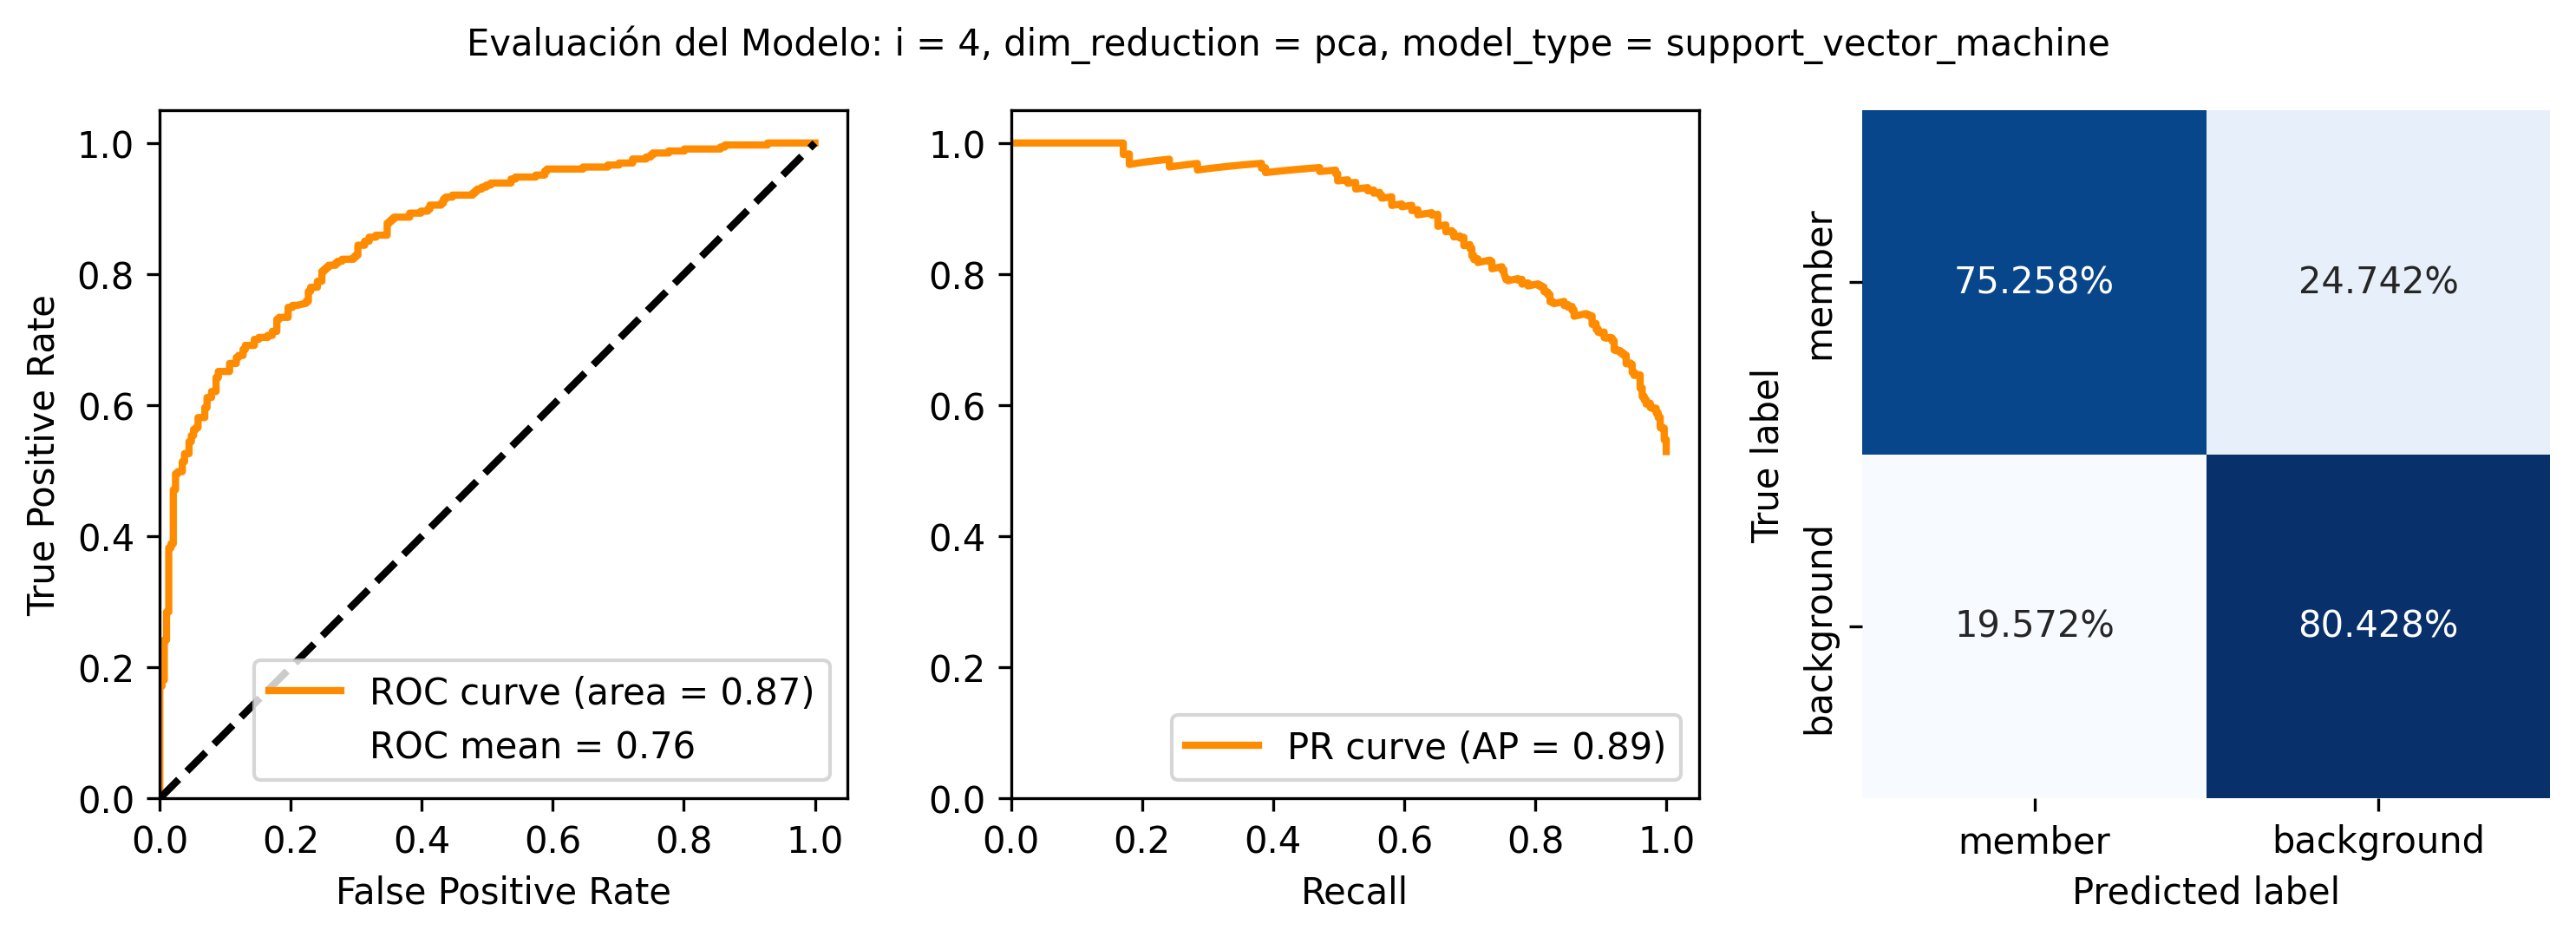 Evaluación del Modelo: i = 4, dim_reduction = pca, model_type = support_vector_machine
True Positive Rate
1.0
0.8
0.6
0.4
0.2
0.0
0.0 0.2 0.4 0.6 0.8 1.0
False Positive Rate
ROC curve (area = 0.87)
ROC mean = 0.76
1.0
0.8
0.6
0.4
0.2
0.0
0.0 0.2 0.4 0.6 0.8 1.0
Recall
PR curve (AP = 0.89)
True label
member
background
75.258% 24.742%
19.572% 80.428%
member background
Predicted label